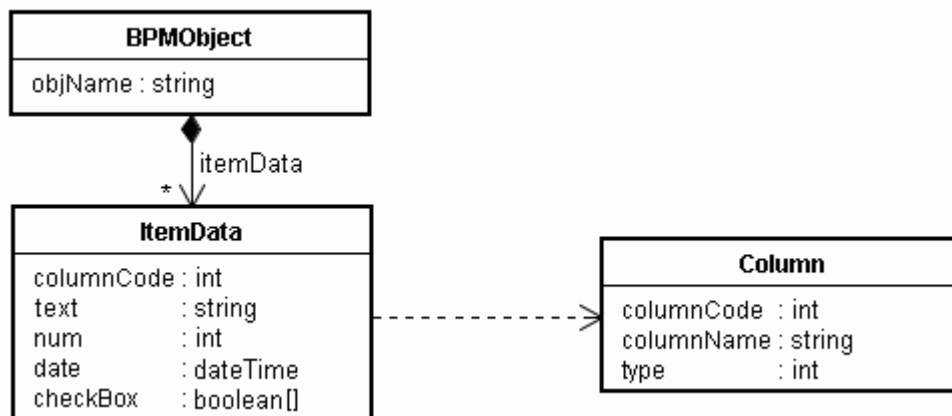 BPMObject
objName : string
itemData
*
ItemData
columnCode : int
text : string
num : int
date : dateTime
checkBox : boolean[]
Column
columnCode : int
columnName : string
type : int